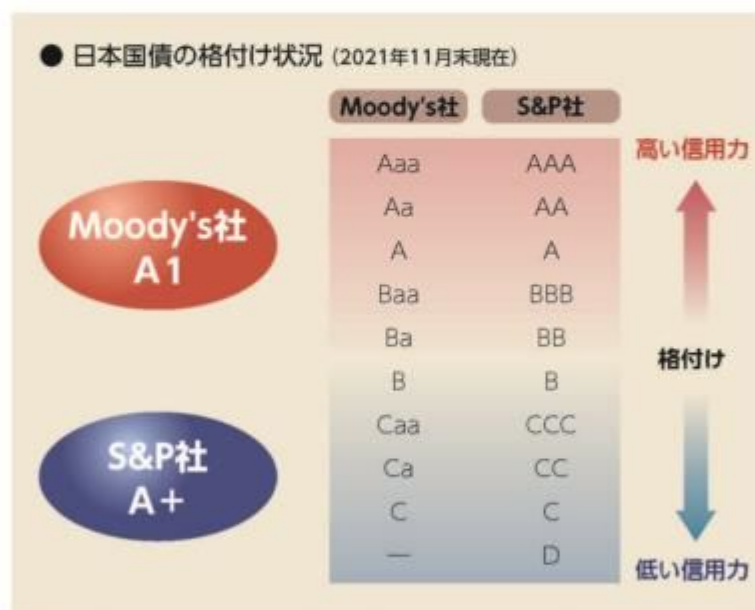 ● 日本国債の格付け状況 (2021年11月末現在)
Moody's社 S&P社
Aaa AAA
Aa AA
A A
Baa BBB
Ba BB
B B
Caa CCC
Ca CC
C C
— D
Moody's社
A1
S&P社
A+
高い信用力
格付け
低い信用力